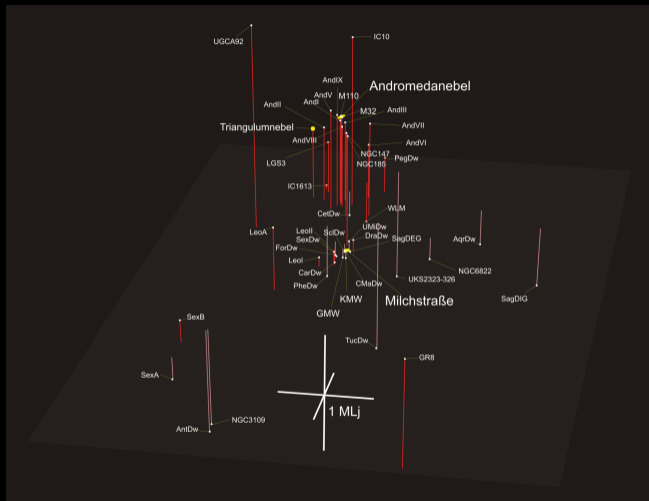 UGCA92
IC10
AndIX
Andromedanebel
AndV
M110
AndI
AndII
M32
AndIII
Triangulumnebel
AndVII
AndVIII
AndVI
NGC147
PegDw
LGS3
NGC185
IC1613
CetDw
WLM
LeoA
LeoII
SclDw
UMiDw
SexDw
DraDw
SagDEG
AqrDw
ForDw
LeoI
CarDw
NGC6822
PheDw
CMaDw
UKS2323-326
KMW
Milchstraße
SagDIG
GMW
SexB
TucDw
GR8
SexA
1 MLj
NGC3109
AntDw